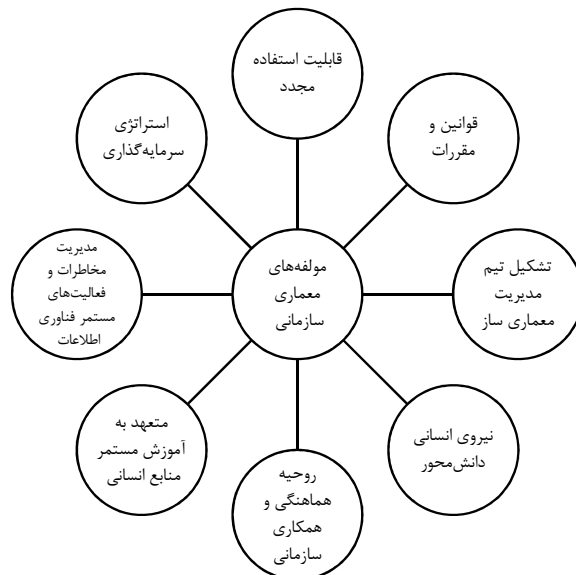 قابلیت استفاده
مجدد
قوانین و
مقررات
تشکیل تیم
مدیریت
معماری ساز
نیروی انسانی
دانش‌محور
روحیه
هماهنگی و
همکاری
سازمانی
متعهد به
آموزش مستمر
منابع انسانی
مدیریت
مخاطرات و
فعالیت‌های
مستمر فناوری
اطلاعات
استراتژی
سرمایه‌گذاری
مولفه‌های
معماری
سازمانی